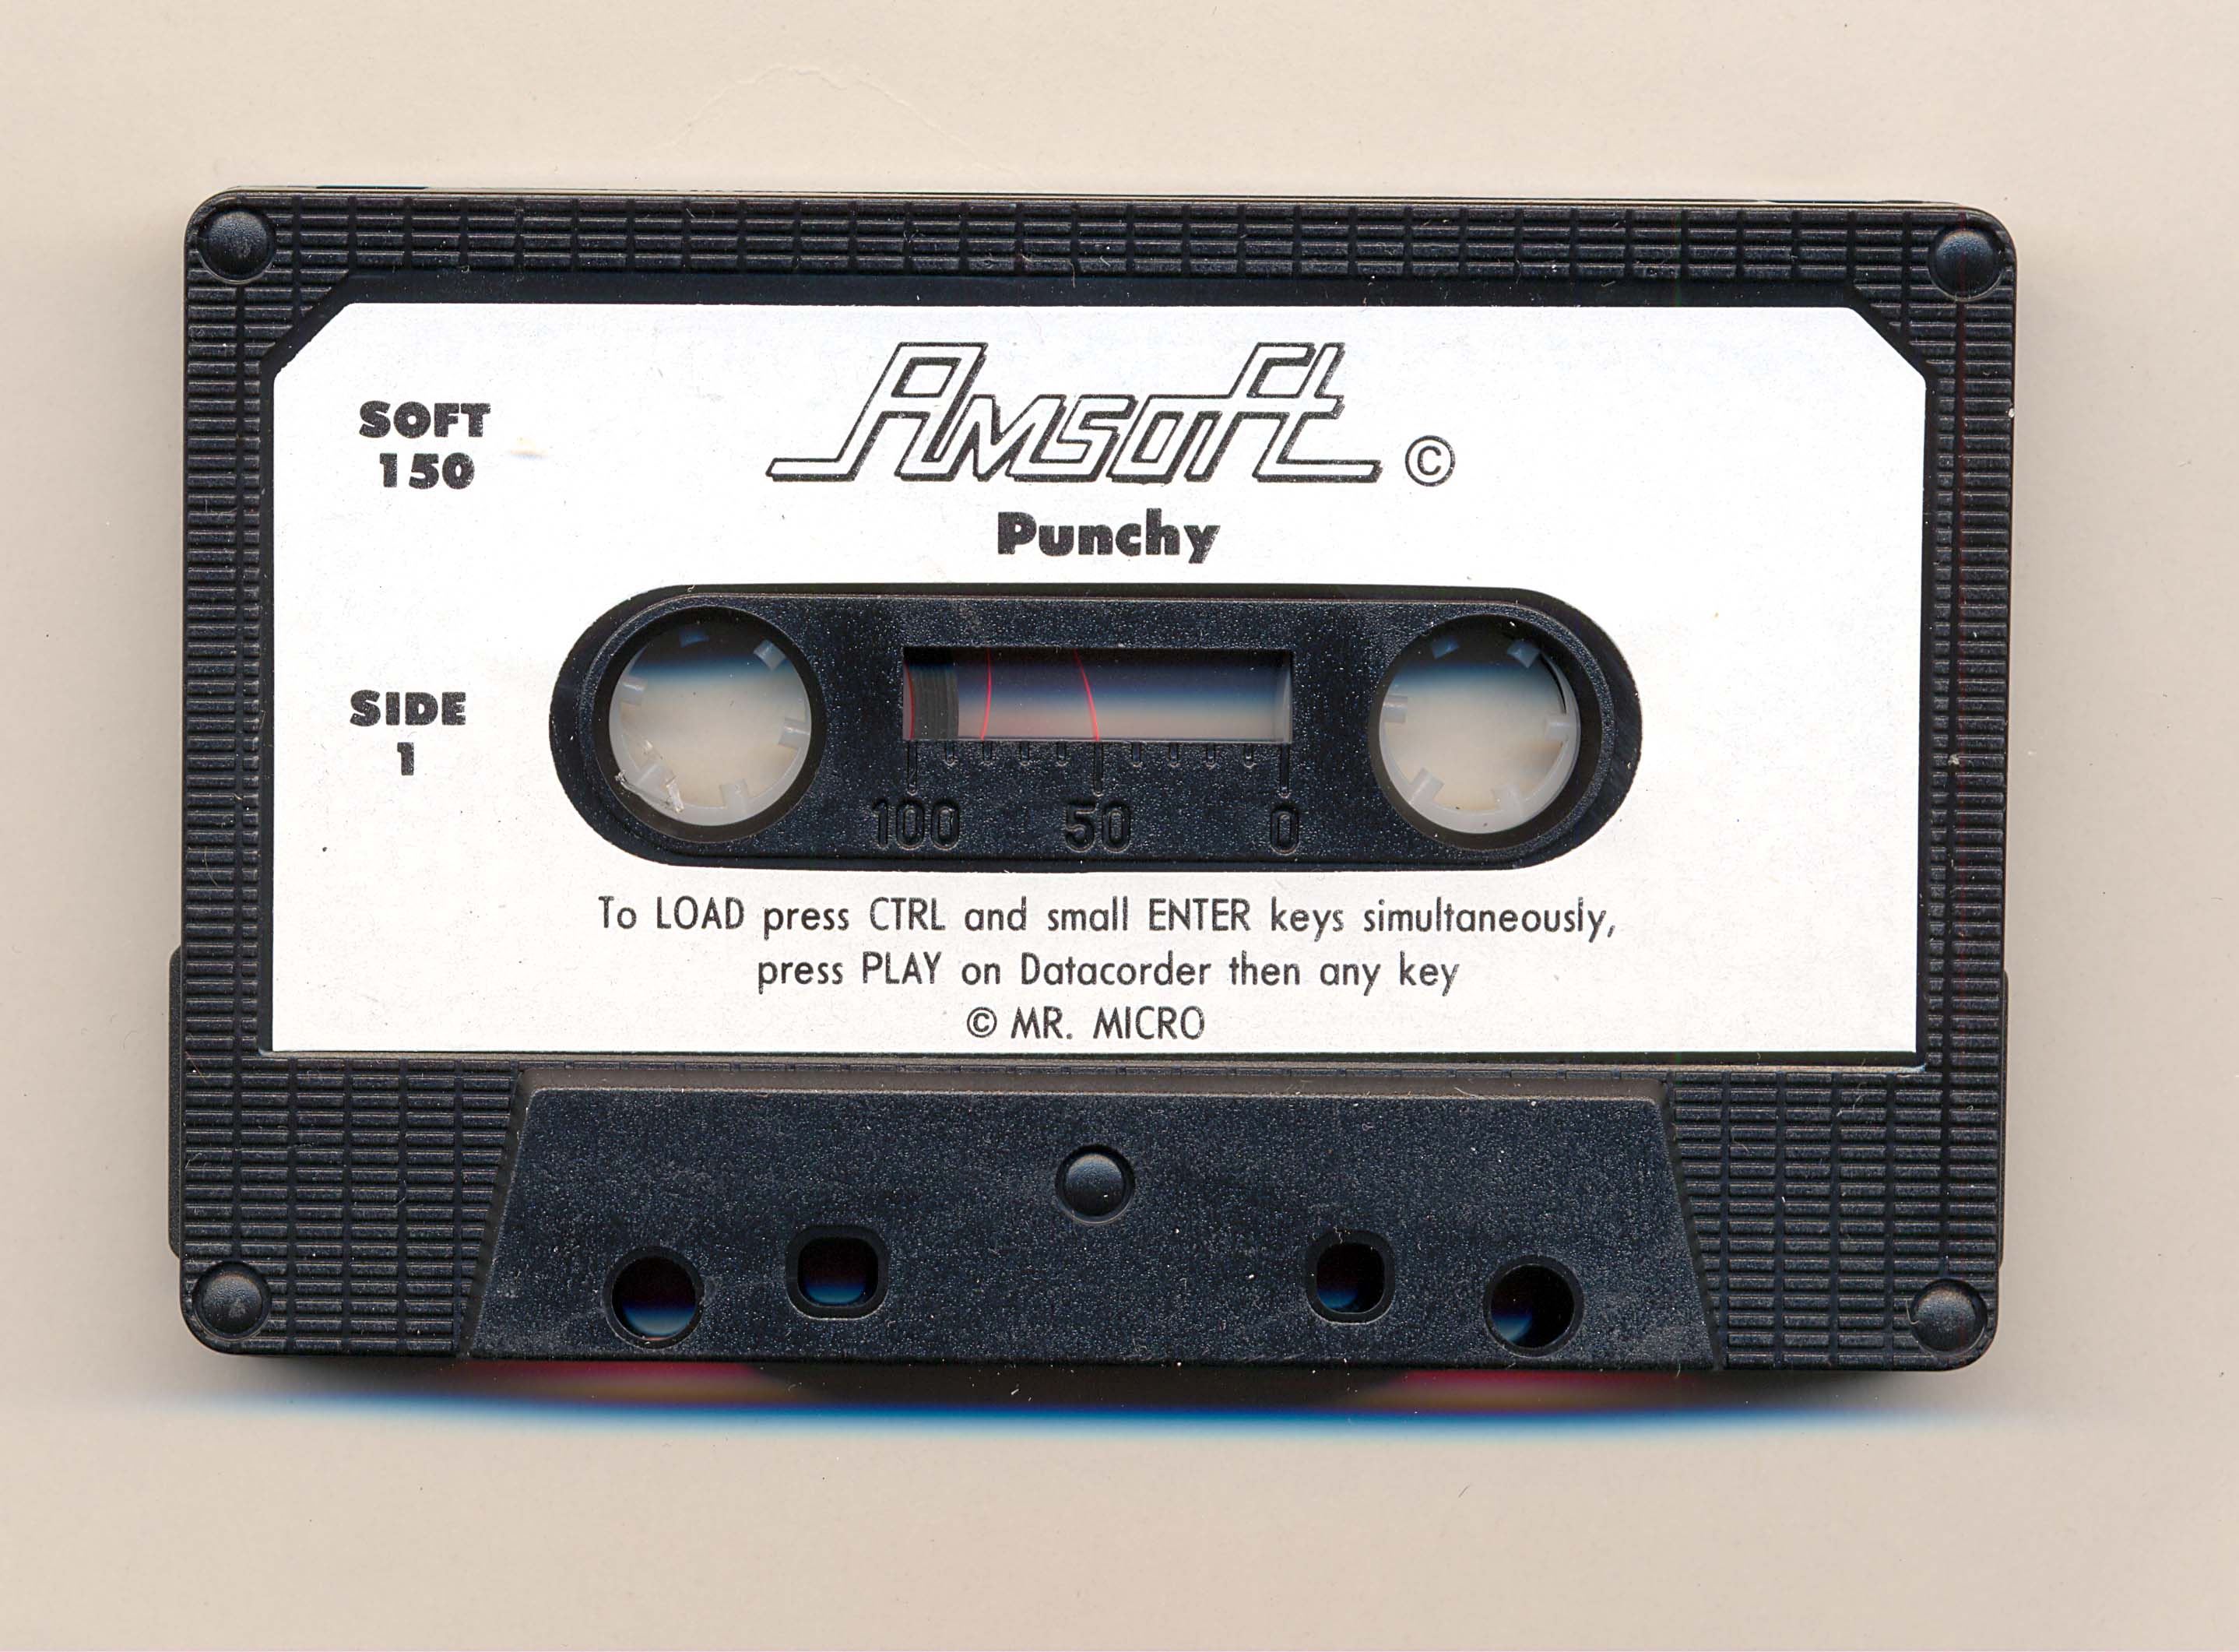 SOFT
150
Amsoft ©
Punchy
SIDE
1
100 50 0
To LOAD press CTRL and small ENTER keys simultaneously,
press PLAY on Datacorder then any key
© MR. MICRO